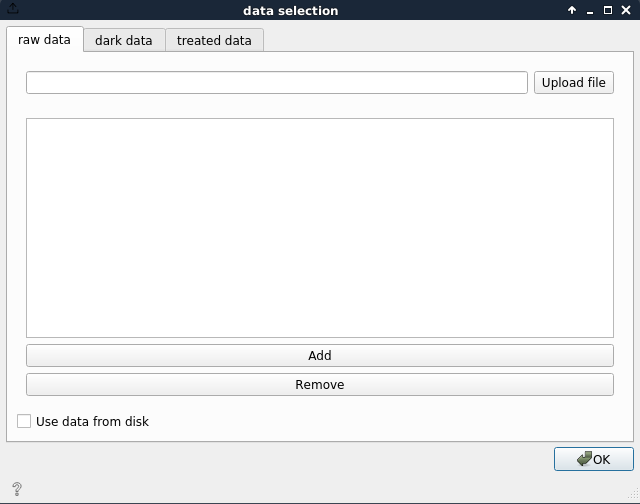 data selection
raw data
dark data
treated data
Upload file
Add
Remove
Use data from disk
OK
?